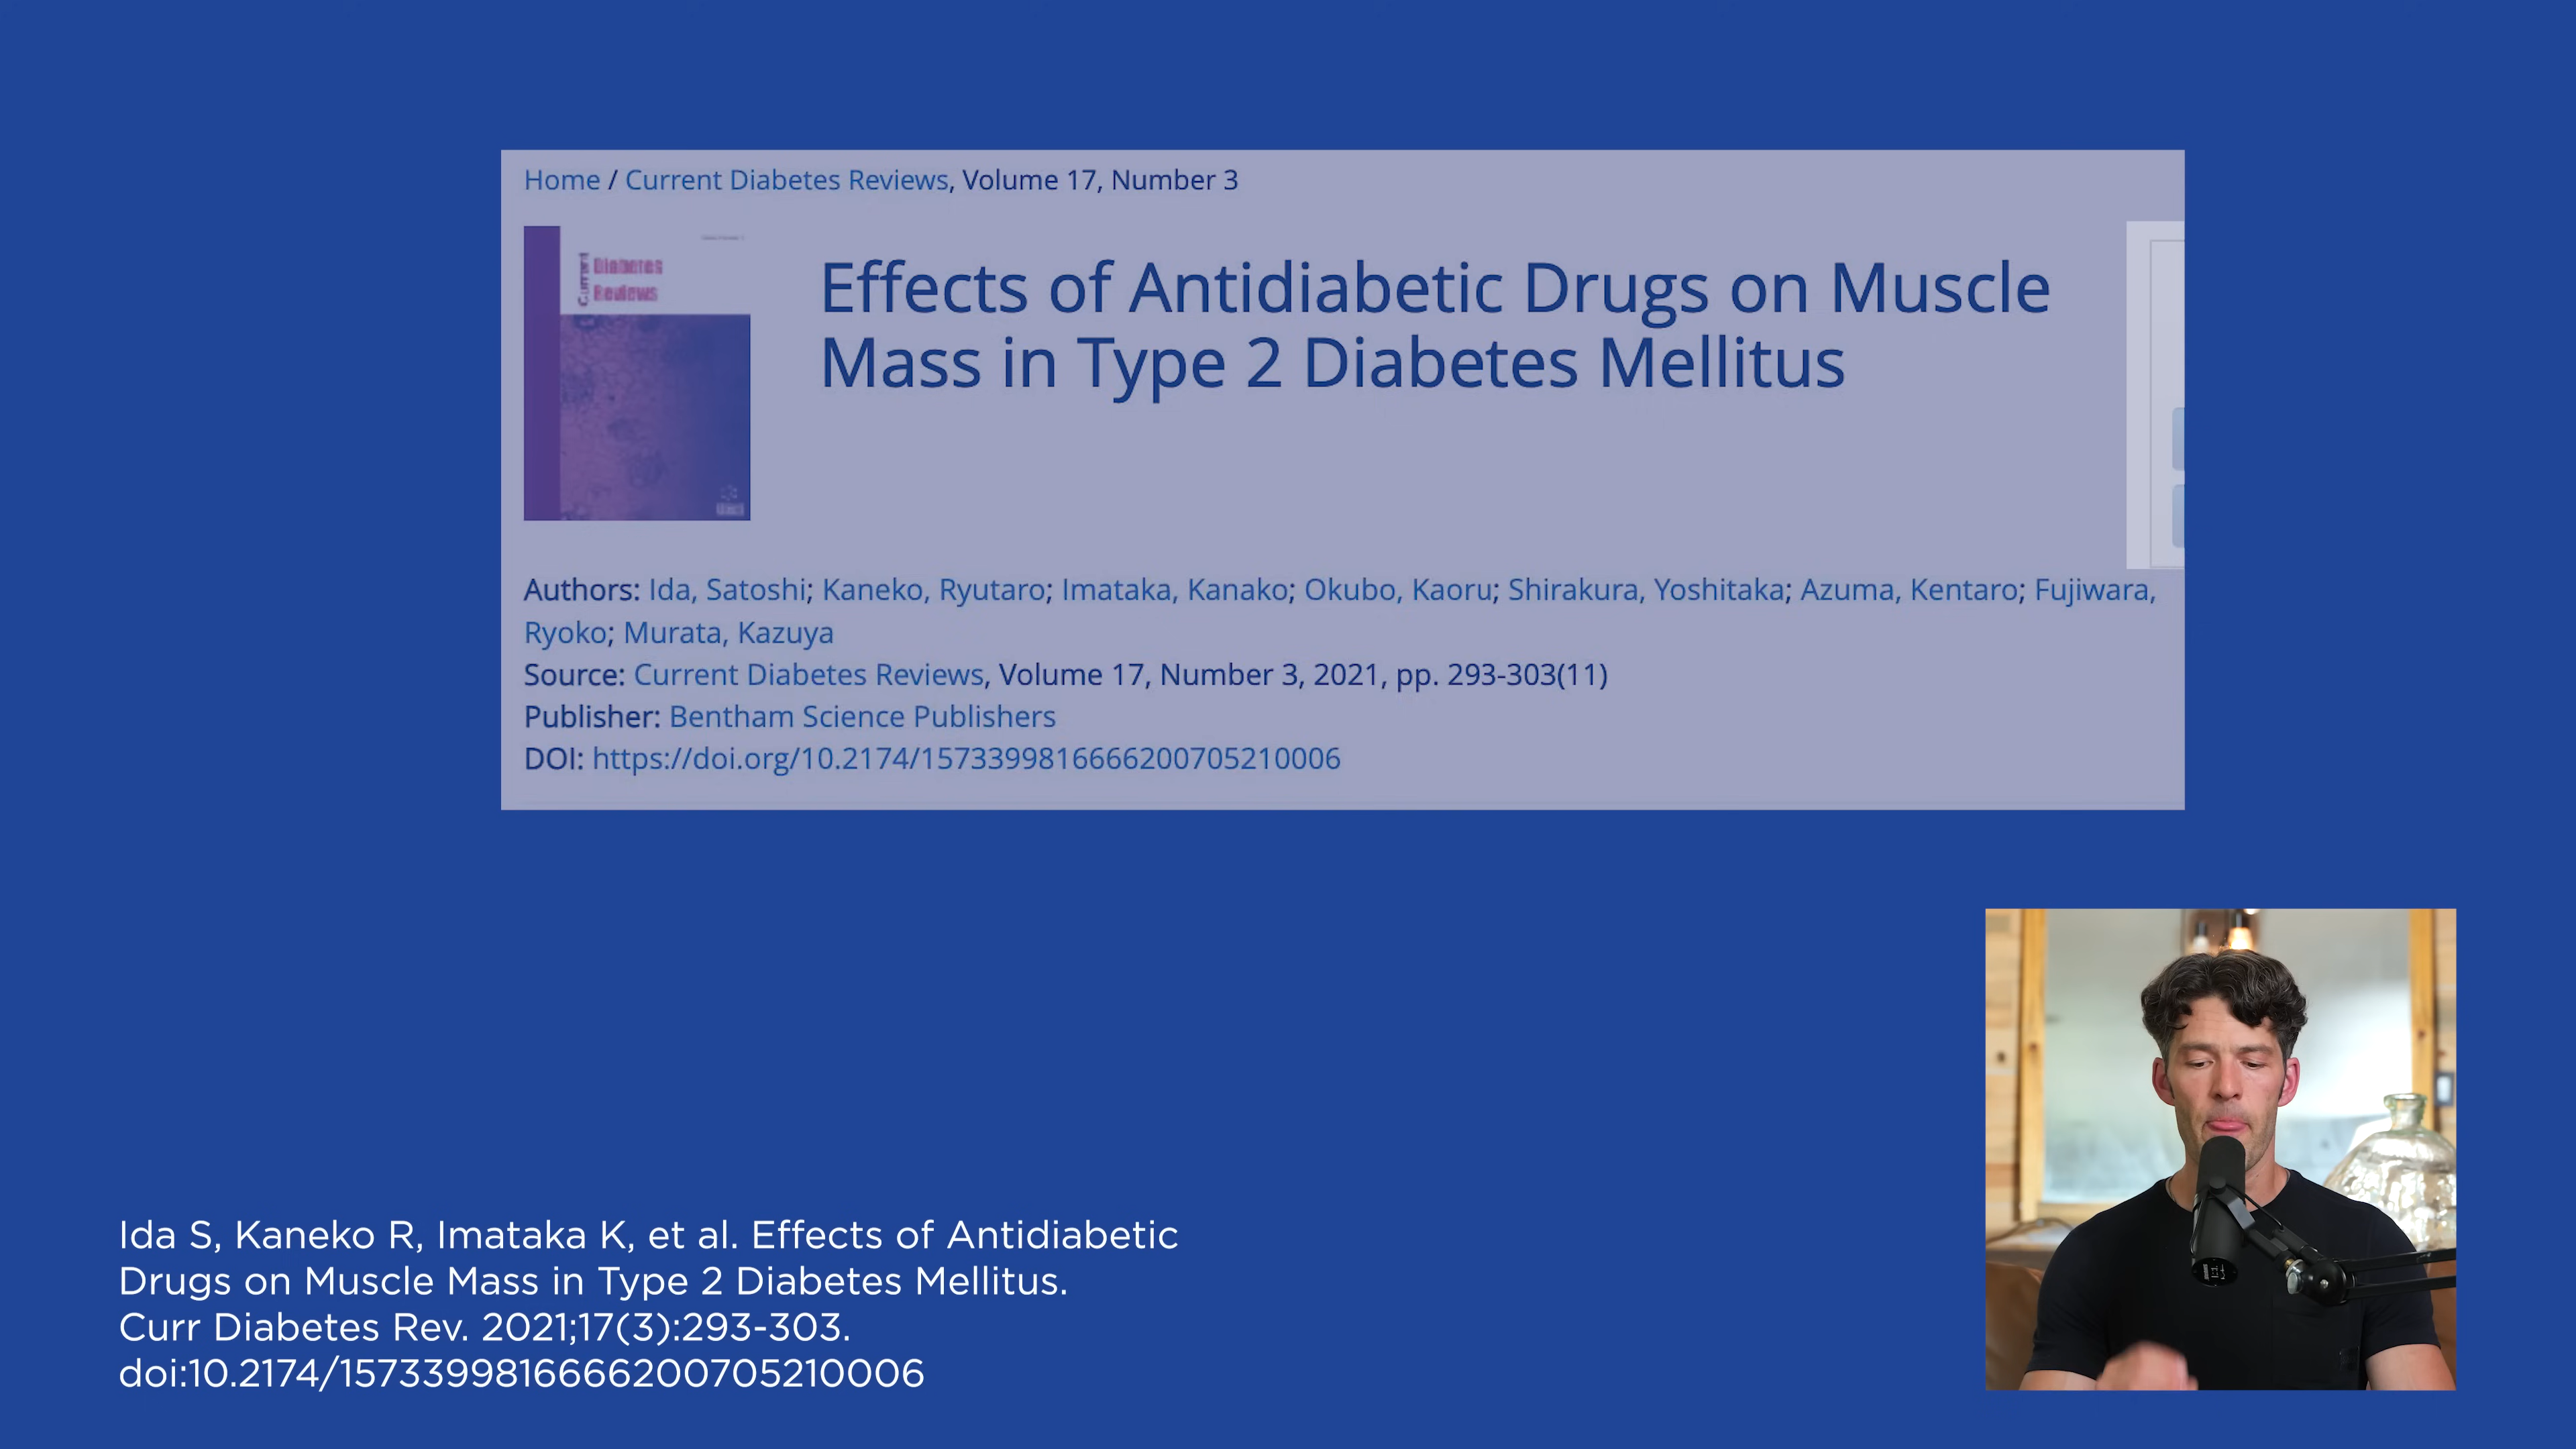 Home / Current Diabetes Reviews, Volume 17, Number 3
Current Diabetes
Reviews
Effects of Antidiabetic Drugs on Muscle
Mass in Type 2 Diabetes Mellitus
Authors: Ida, Satoshi; Kaneko, Ryutaro; Imataka, Kanako; Okubo, Kaoru; Shirakura, Yoshitaka; Azuma, Kentaro; Fujiwara,
Ryoko; Murata, Kazuya
Source: Current Diabetes Reviews, Volume 17, Number 3, 2021, pp. 293-303(11)
Publisher: Bentham Science Publishers
DOI: https://doi.org/10.2174/1573399816666200705210006
Ida S, Kaneko R, Imataka K, et al. Effects of Antidiabetic
Drugs on Muscle Mass in Type 2 Diabetes Mellitus.
Curr Diabetes Rev. 2021;17(3):293-303.
doi:10.2174/1573399816666200705210006